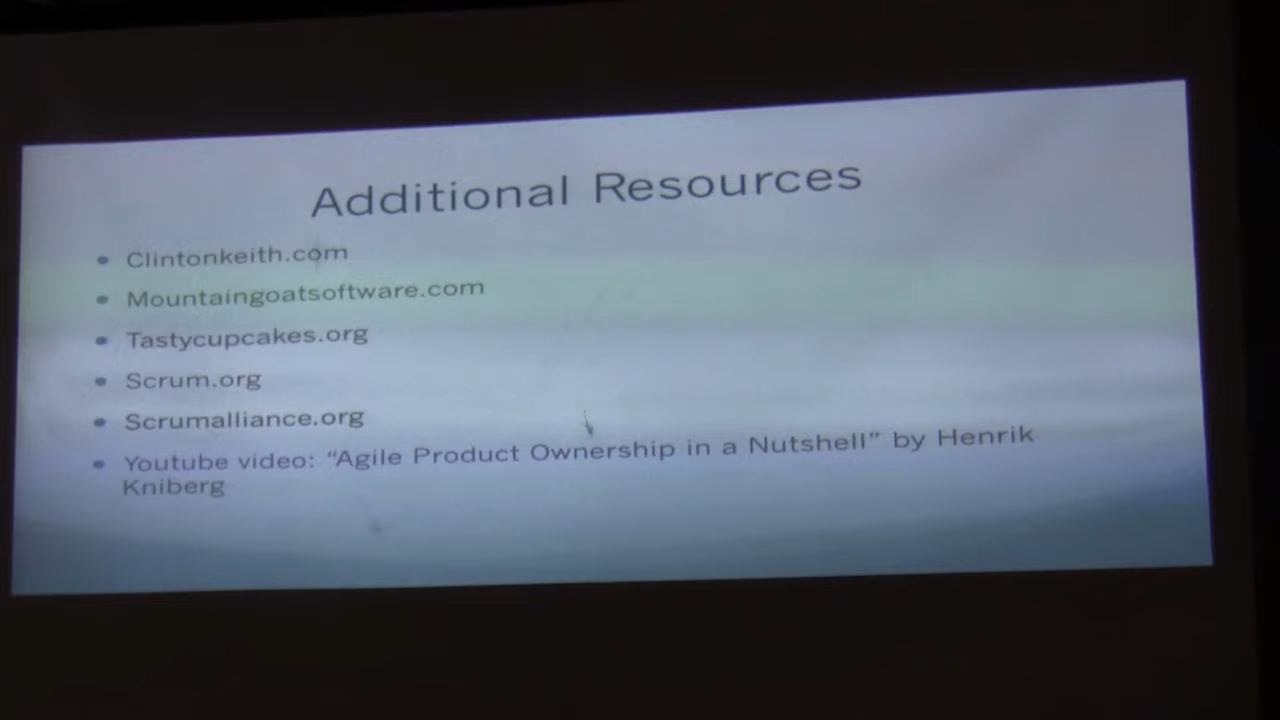 Additional Resources
• Clintonkeith.com
• Mountaingoatsoftware.com
• Tastycupcakes.org
• Scrum.org
• Scrumalliance.org
• Youtube video: “Agile Product Ownership in a Nutshell” by Henrik
Kniberg